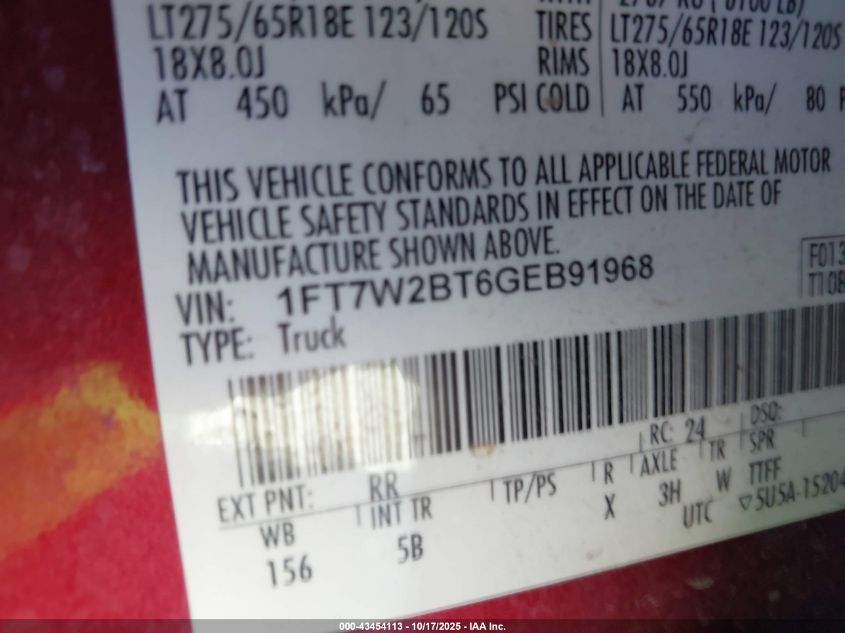 LT275/65R18E 123/120S TIRES LT275/65R18E 123/120S
18X8.0J RIMS 18X8.0J
AT 450 kPa/ 65 PSI COLD AT 550 kPa/ 80
THIS VEHICLE CONFORMS TO ALL APPLICABLE FEDERAL MOTOR
VEHICLE SAFETY STANDARDS IN EFFECT ON THE DATE OF
MANUFACTURE SHOWN ABOVE.
VIN: 1FT7W2BT6GEB91968
TYPE: Truck
RC: 24 DSO:
EXT PNT: RR
WB INT TR TP/PS R AXLE TR SPR
156 5B X 3H W TTFF
UTC ▽5U5A-15204
000-43454113 - 10/17/2025 - IAA Inc.